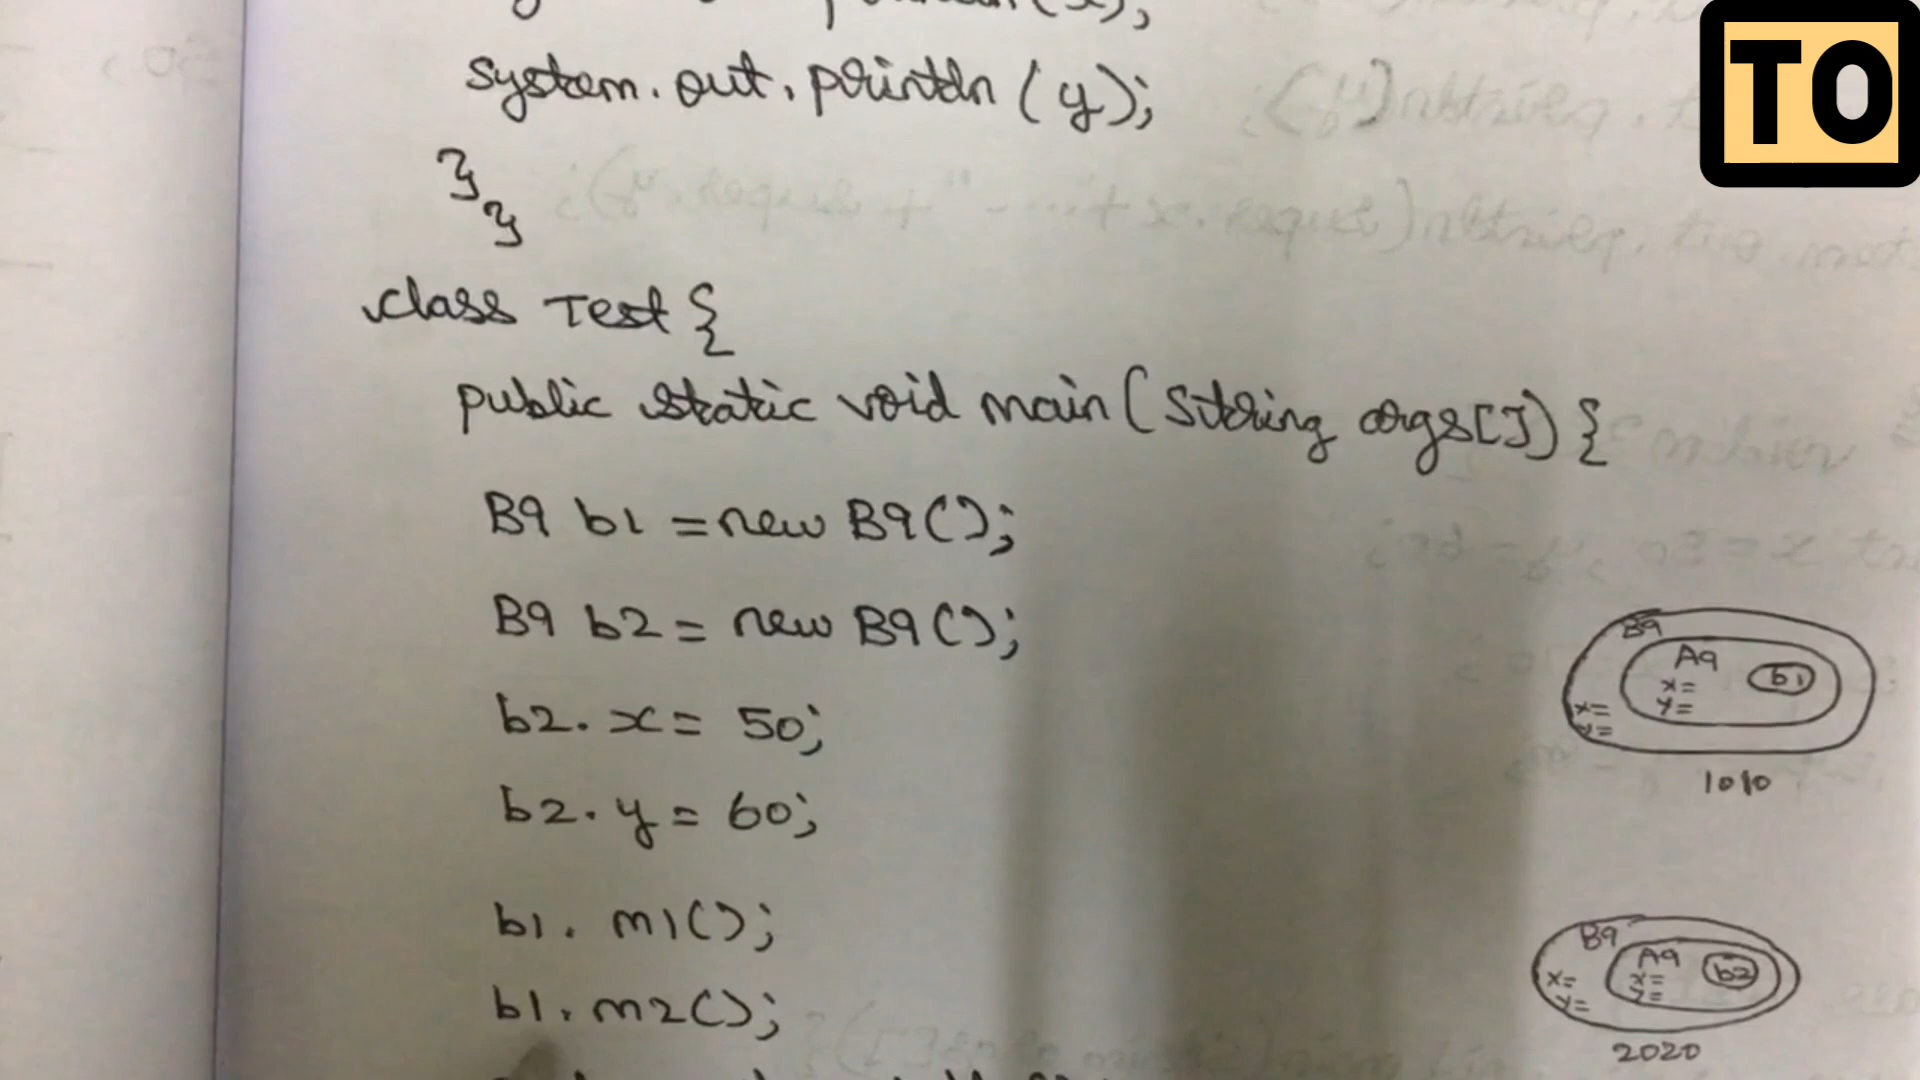 system.out.println(y);
}
}
class Test {
public static void main(String args[]) {
B9 b1 = new B9();
B9 b2 = new B9();
b2.x = 50;
b2.y = 60;
b1.m1();
b1.m2();
TO
B9
A9
x=
y=
b1
x=
y=
1010
B9
A9
x=
y=
b2
x=
y=
2020